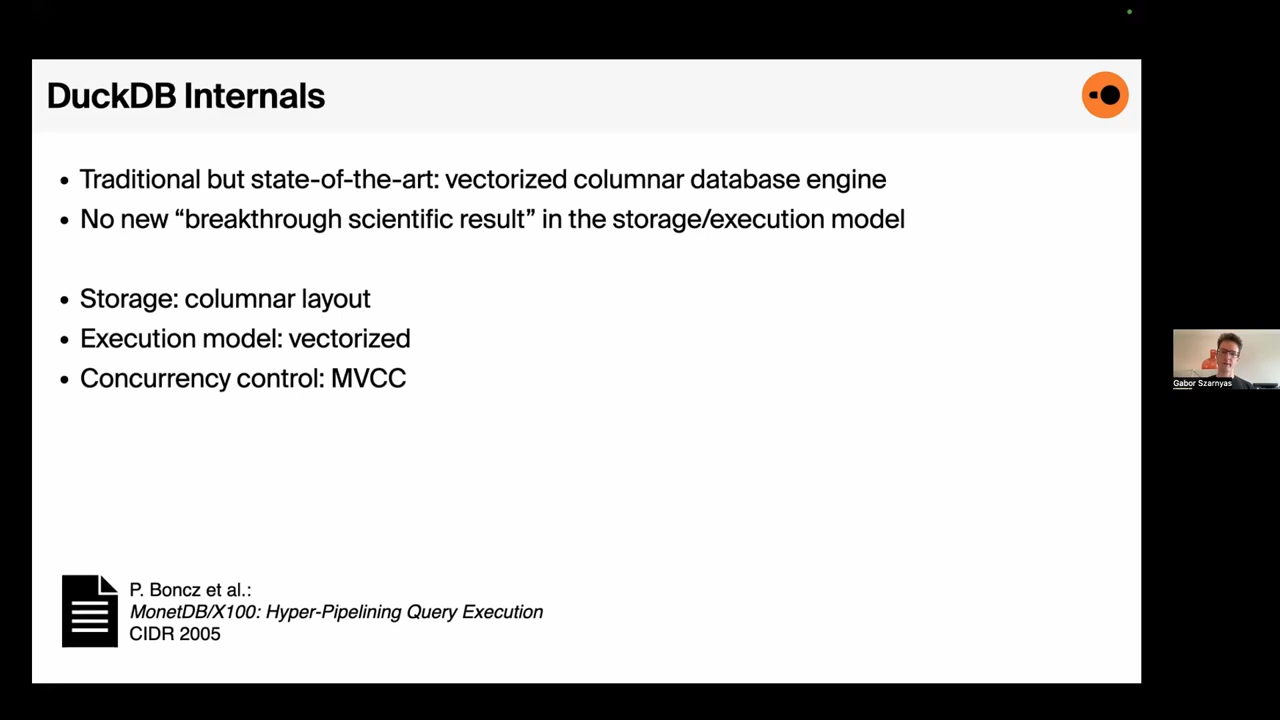 DuckDB Internals
• Traditional but state-of-the-art: vectorized columnar database engine
• No new “breakthrough scientific result” in the storage/execution model
• Storage: columnar layout
• Execution model: vectorized
• Concurrency control: MVCC
P. Boncz et al.:
MonetDB/X100: Hyper-Pipelining Query Execution
CIDR 2005
Gabor Szarnyas